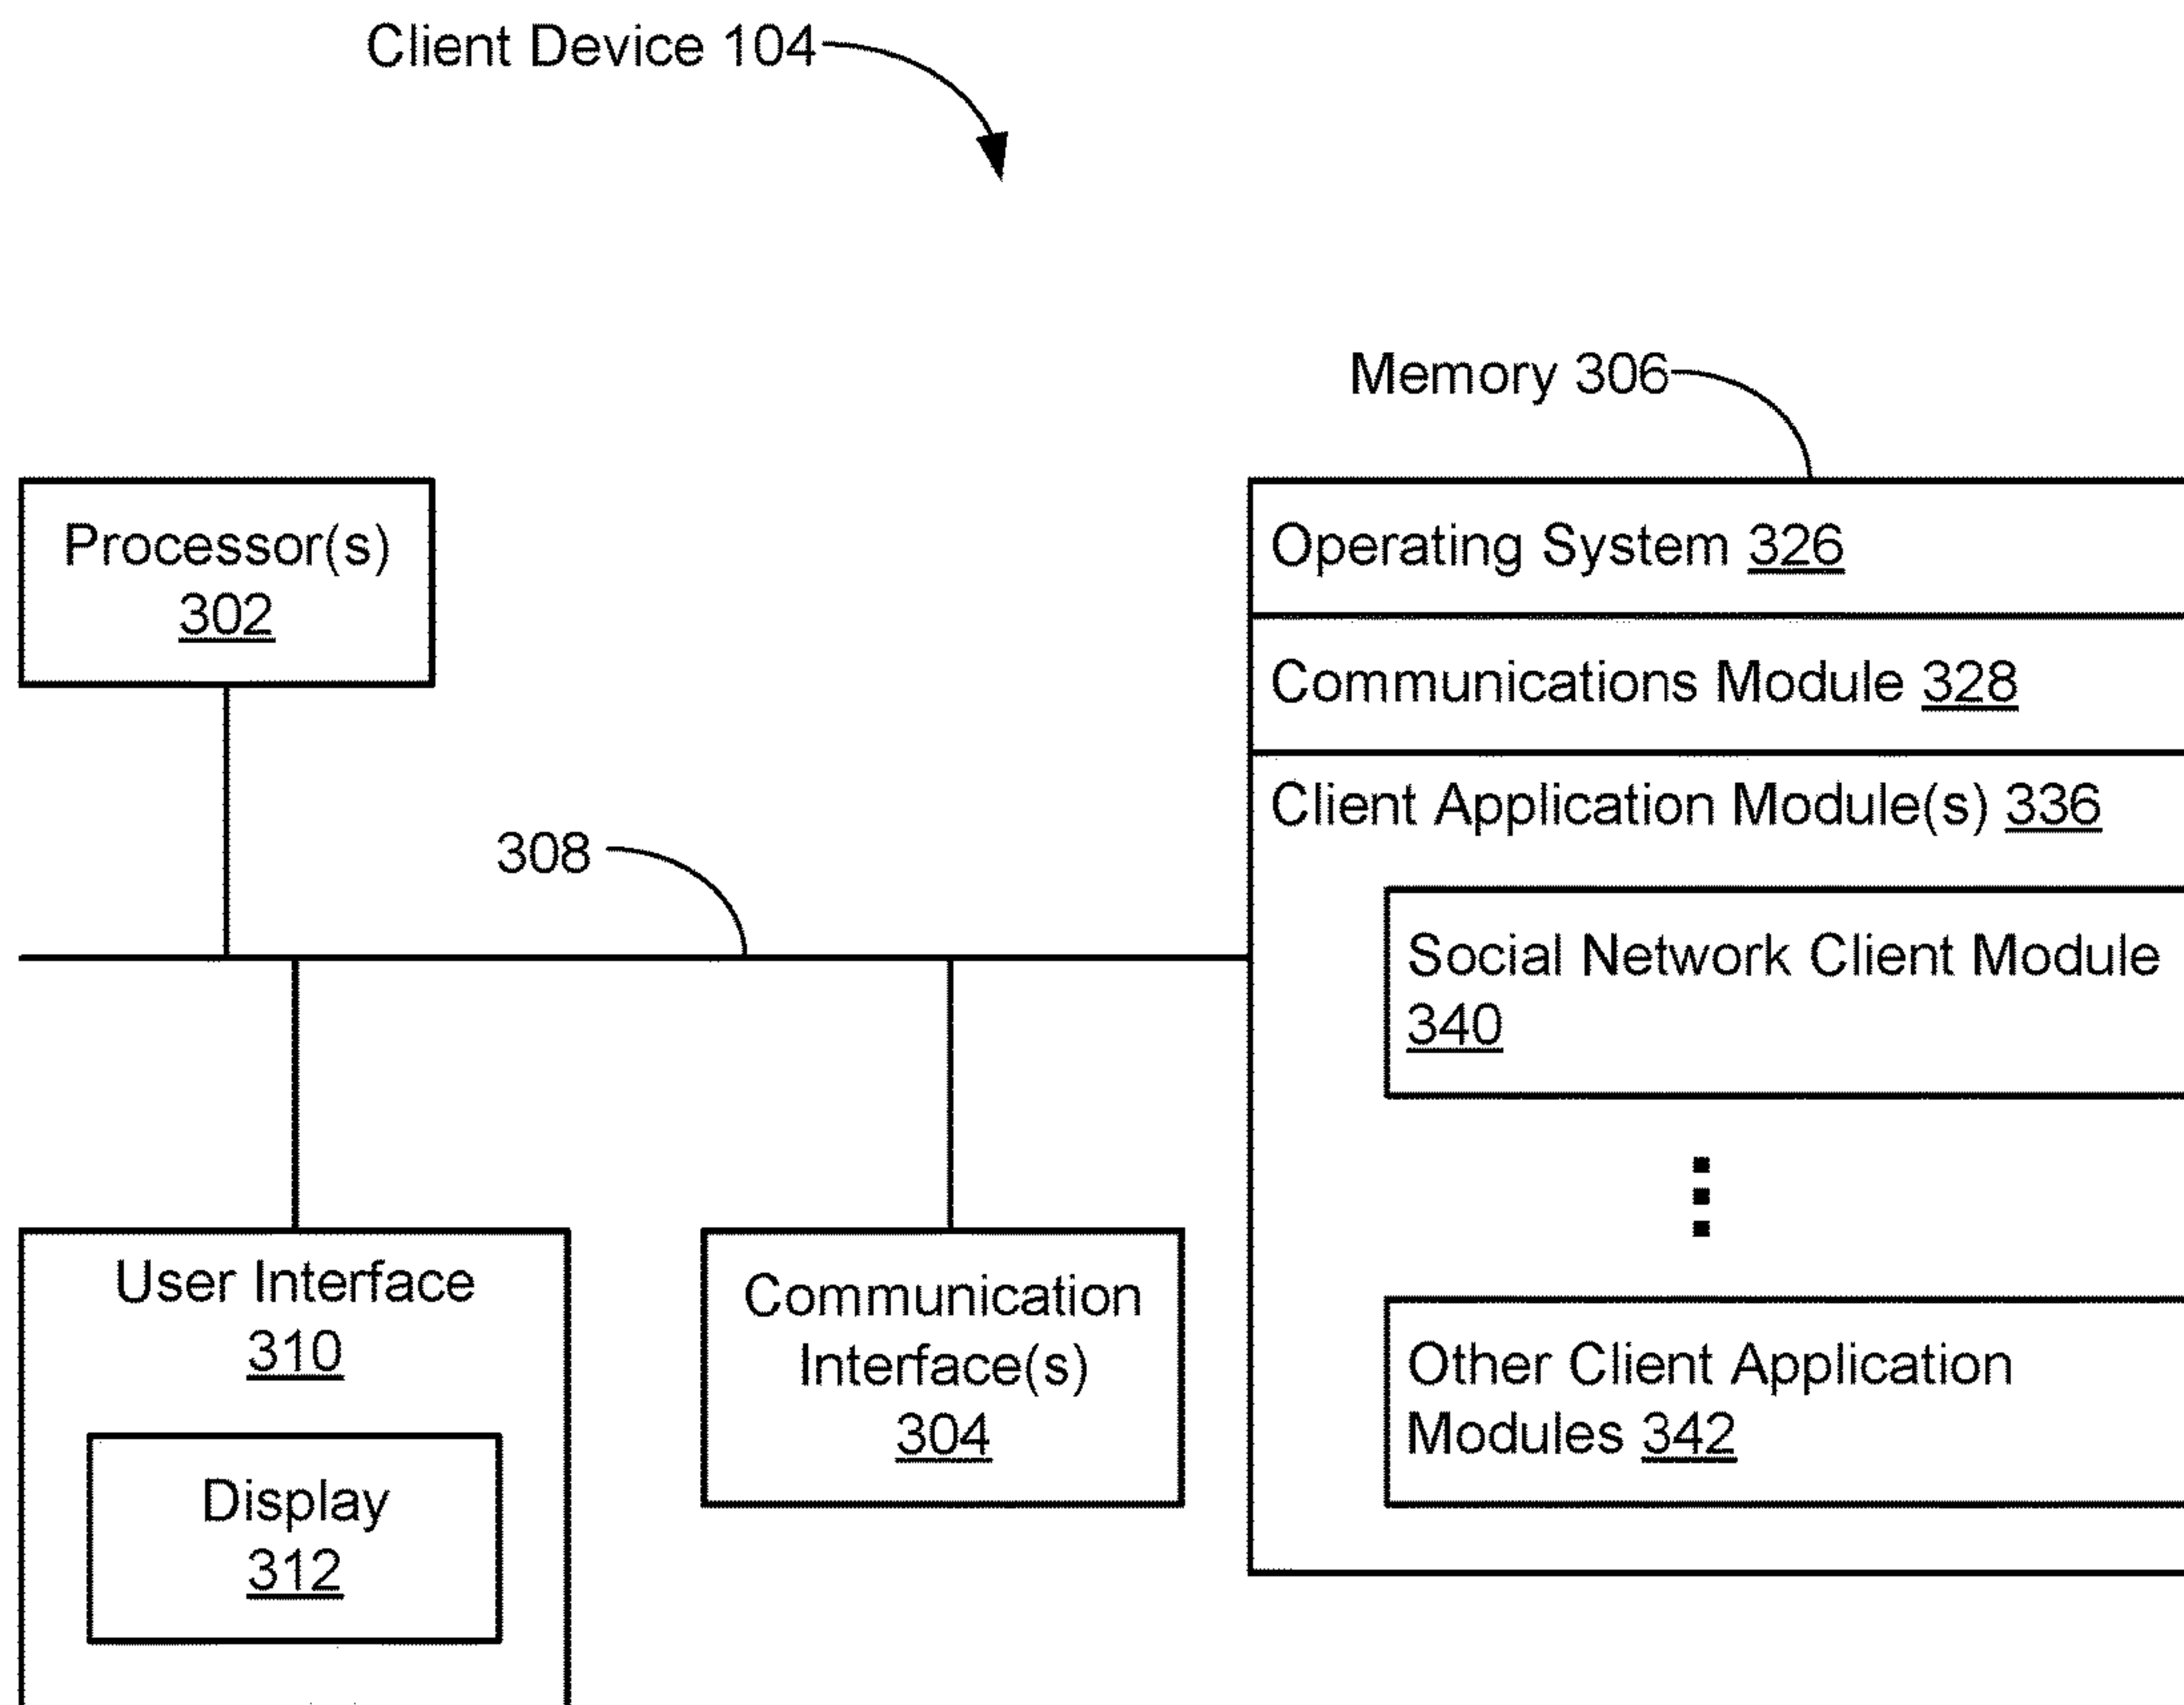 Client Device 104
Memory 306
Processor(s)
302
Operating System 326
Communications Module 328
Client Application Module(s) 336
308
Social Network Client Module
340
User Interface
310
Communication
Interface(s)
304
Other Client Application
Modules 342
Display
312